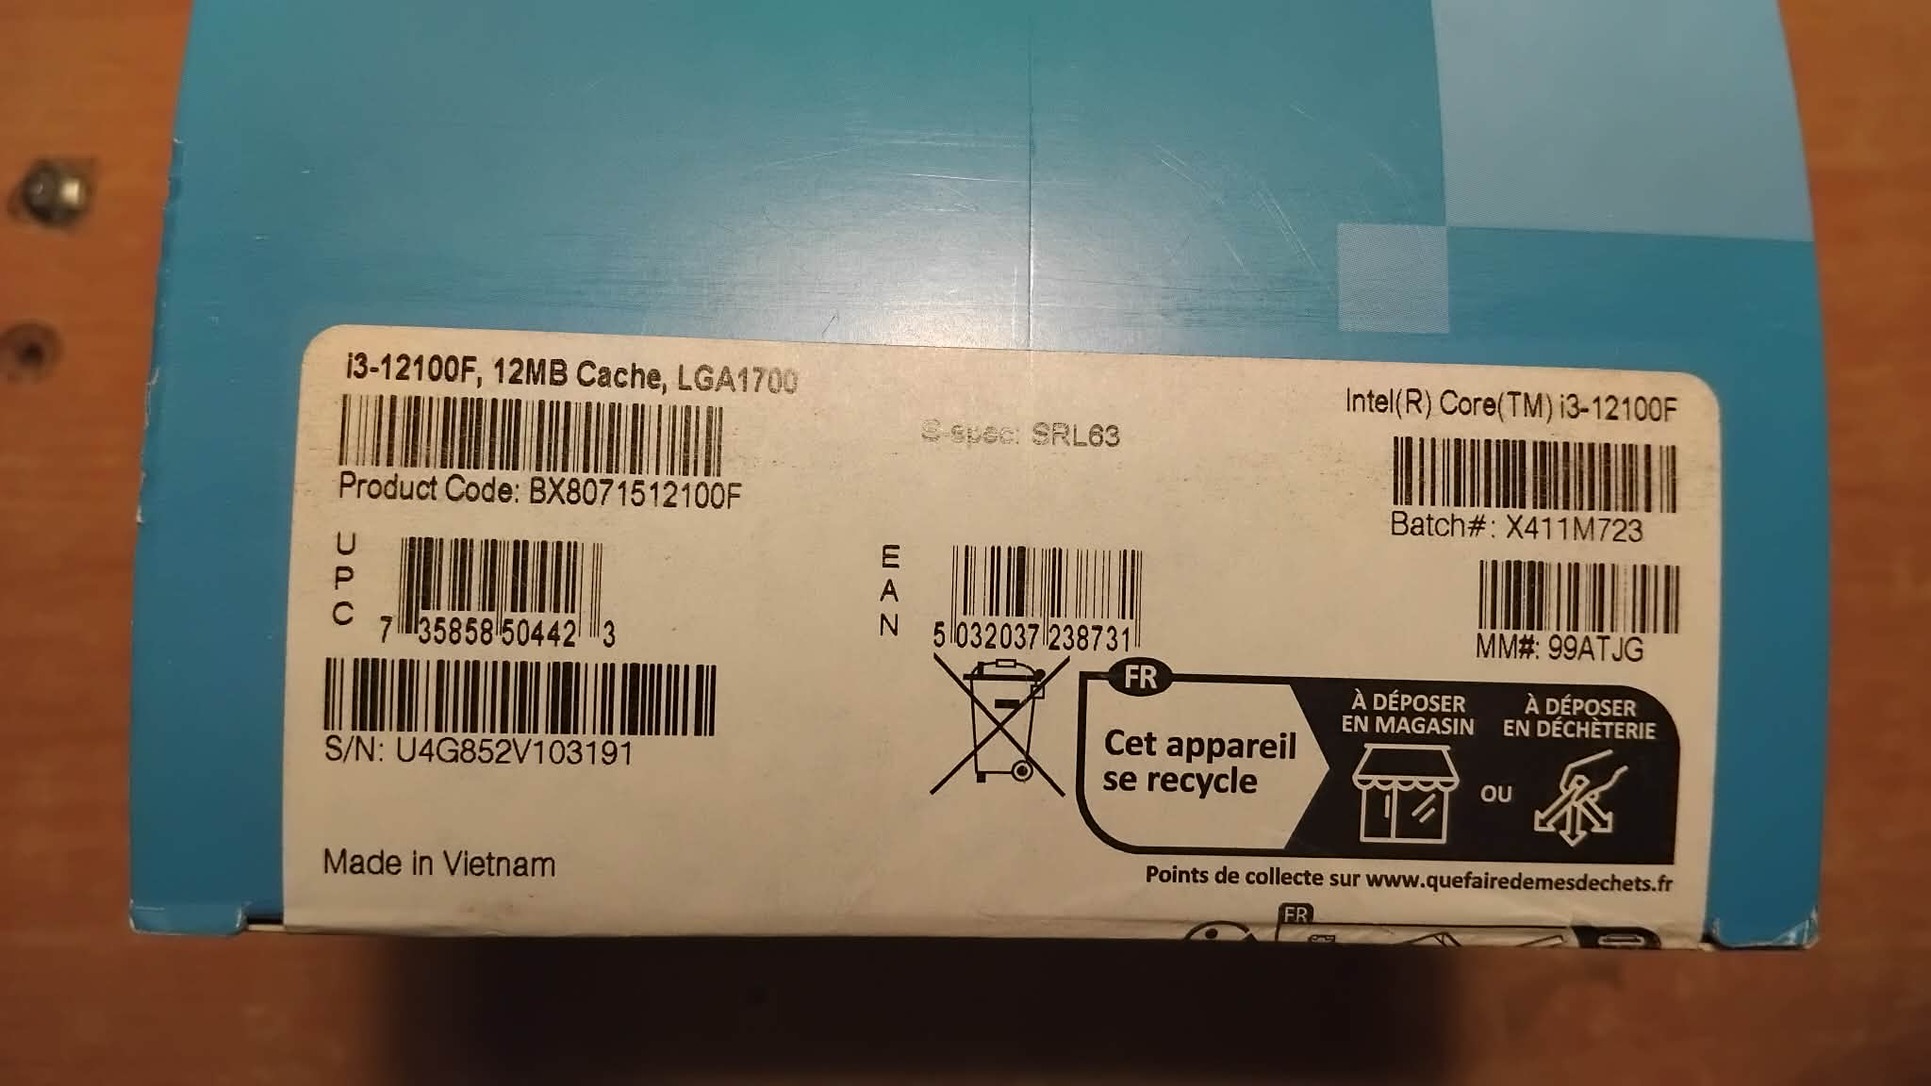 i3-12100F, 12MB Cache, LGA1700
Product Code: BX8071512100F
S-spec: SRL63
Intel(R) Core(TM) i3-12100F
Batch#: X411M723
UPC
7 35858 50442 3
EAN
5 032037 238731
MM#: 99ATJG
S/N: U4G852V103191
FR
Cet appareil
se recycle
À DÉPOSER
EN MAGASIN
OU
À DÉPOSER
EN DÉCHÈTERIE
Points de collecte sur www.quefairedemesdechets.fr
Made in Vietnam
FR